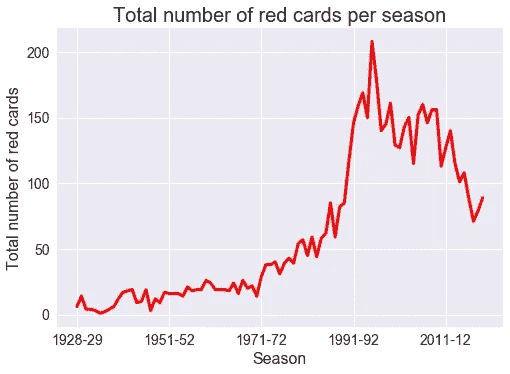 Total number of red cards per season
Total number of red cards
200
150
100
50
0
1928-29 1951-52 1971-72 1991-92 2011-12
Season